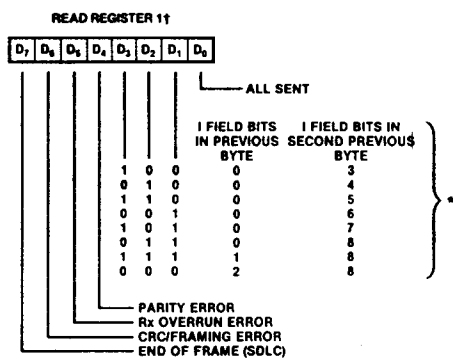 READ REGISTER 1†
D7 D6 D5 D4 D3 D2 D1 D0
ALL SENT
I FIELD BITS IN PREVIOUS BYTE I FIELD BITS IN SECOND PREVIOUS BYTE
1 0 0 0 3
0 1 0 0 4
1 1 0 0 5
0 0 1 0 6
1 0 1 0 7
0 1 1 0 8
1 1 1 1 8
0 0 0 2 8
*
PARITY ERROR
Rx OVERRUN ERROR
CRC/FRAMING ERROR
END OF FRAME (SDLC)